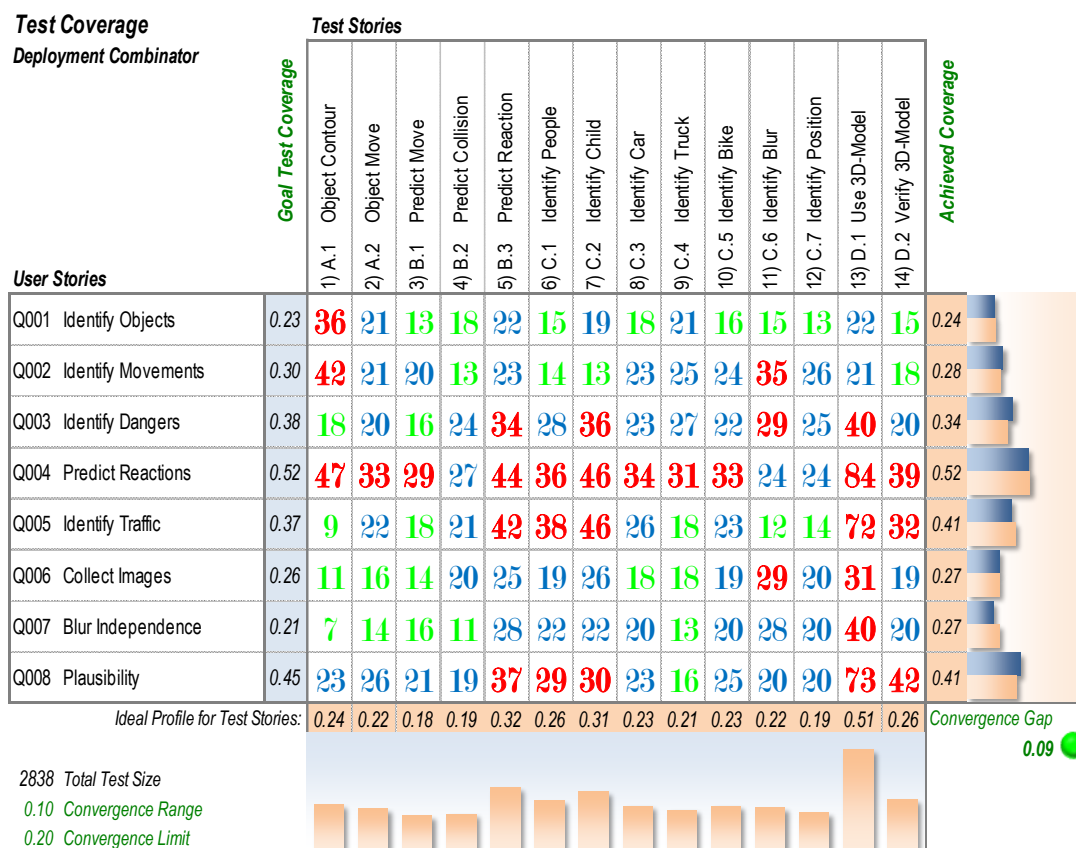 Test Coverage
Test Stories
Deployment Combinator
Goal Test Coverage
1) A.1 Object Contour
2) A.2 Object Move
3) B.1 Predict Move
4) B.2 Predict Collision
5) B.3 Predict Reaction
6) C.1 Identify People
7) C.2 Identify Child
8) C.3 Identify Car
9) C.4 Identify Truck
10) C.5 Identify Bike
11) C.6 Identify Blur
12) C.7 Identify Position
13) D.1 Use 3D-Model
14) D.2 Verify 3D-Model
Achieved Coverage
User Stories
Q001 Identify Objects 0.23 36 21 13 18 22 15 19 18 21 16 15 13 22 15 0.24
Q002 Identify Movements 0.30 42 21 20 13 23 14 13 23 25 24 35 26 21 18 0.28
Q003 Identify Dangers 0.38 18 20 16 24 34 28 36 23 27 22 29 25 40 20 0.34
Q004 Predict Reactions 0.52 47 33 29 27 44 36 46 34 31 33 24 24 84 39 0.52
Q005 Identify Traffic 0.37 9 22 18 21 42 38 46 26 18 23 12 14 72 32 0.41
Q006 Collect Images 0.26 11 16 14 20 25 19 26 18 18 19 29 20 31 19 0.27
Q007 Blur Independence 0.21 7 14 16 11 28 22 22 20 13 20 28 20 40 20 0.27
Q008 Plausibility 0.45 23 26 21 19 37 29 30 23 16 25 20 20 73 42 0.41
Ideal Profile for Test Stories: 0.24 0.22 0.18 0.19 0.32 0.26 0.31 0.23 0.21 0.23 0.22 0.19 0.51 0.26 Convergence Gap
0.09
2838 Total Test Size
0.10 Convergence Range
0.20 Convergence Limit